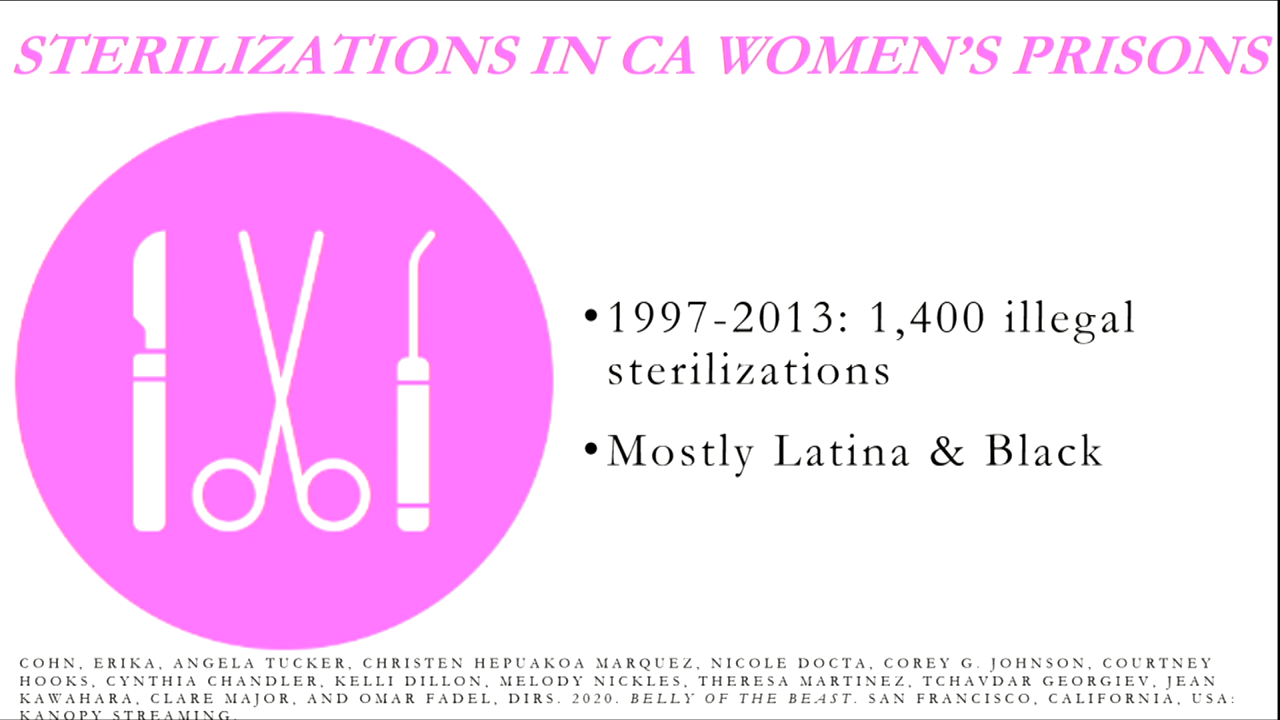 STERILIZATIONS IN CA WOMEN’S PRISONS
•1997-2013: 1,400 illegal
sterilizations
•Mostly Latina & Black
COHN, ERIKA, ANGELA TUCKER, CHRISTEN HEPUAKOA MARQUEZ, NICOLE DOCTA, COREY G. JOHNSON, COURTNEY
HOOKS, CYNTHIA CHANDLER, KELLI DILLON, MELODY NICKLES, THERESA MARTINEZ, TCHAVDAR GEORGIEV, JEAN
KAWAHARA, CLARE MAJOR, AND OMAR FADEL, DIRS. 2020. BELLY OF THE BEAST. SAN FRANCISCO, CALIFORNIA, USA:
KANOPY STREAMING.